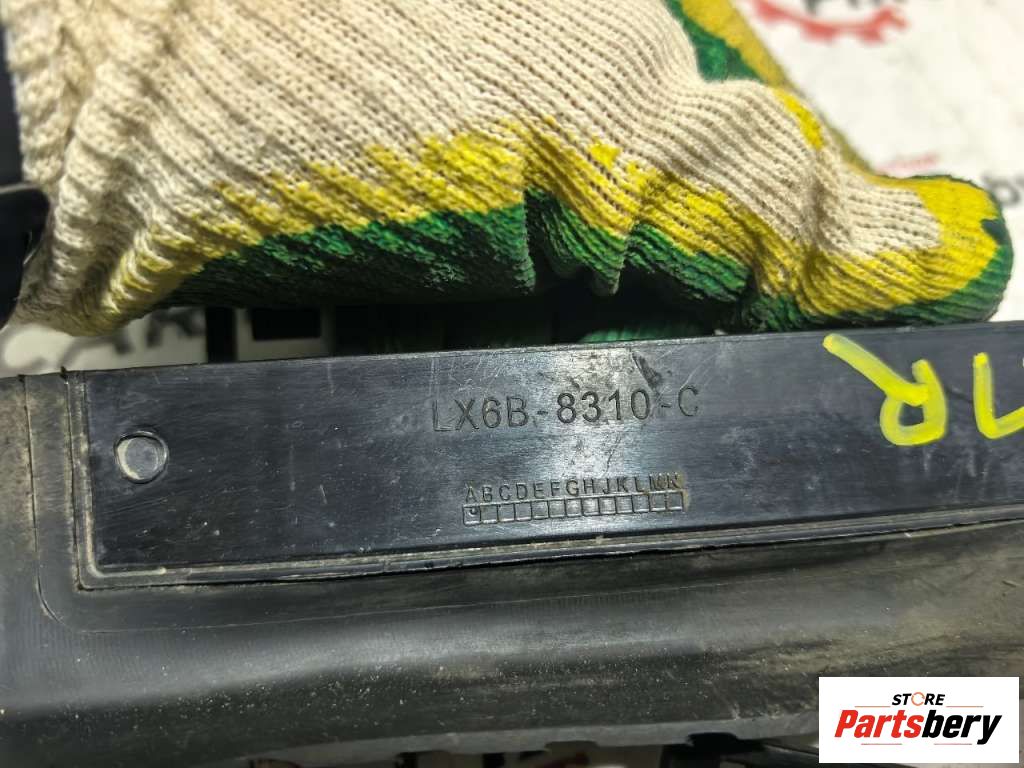 LX6B-8310-C
ABCDEFGHJKLMN
STORE
Partsbery